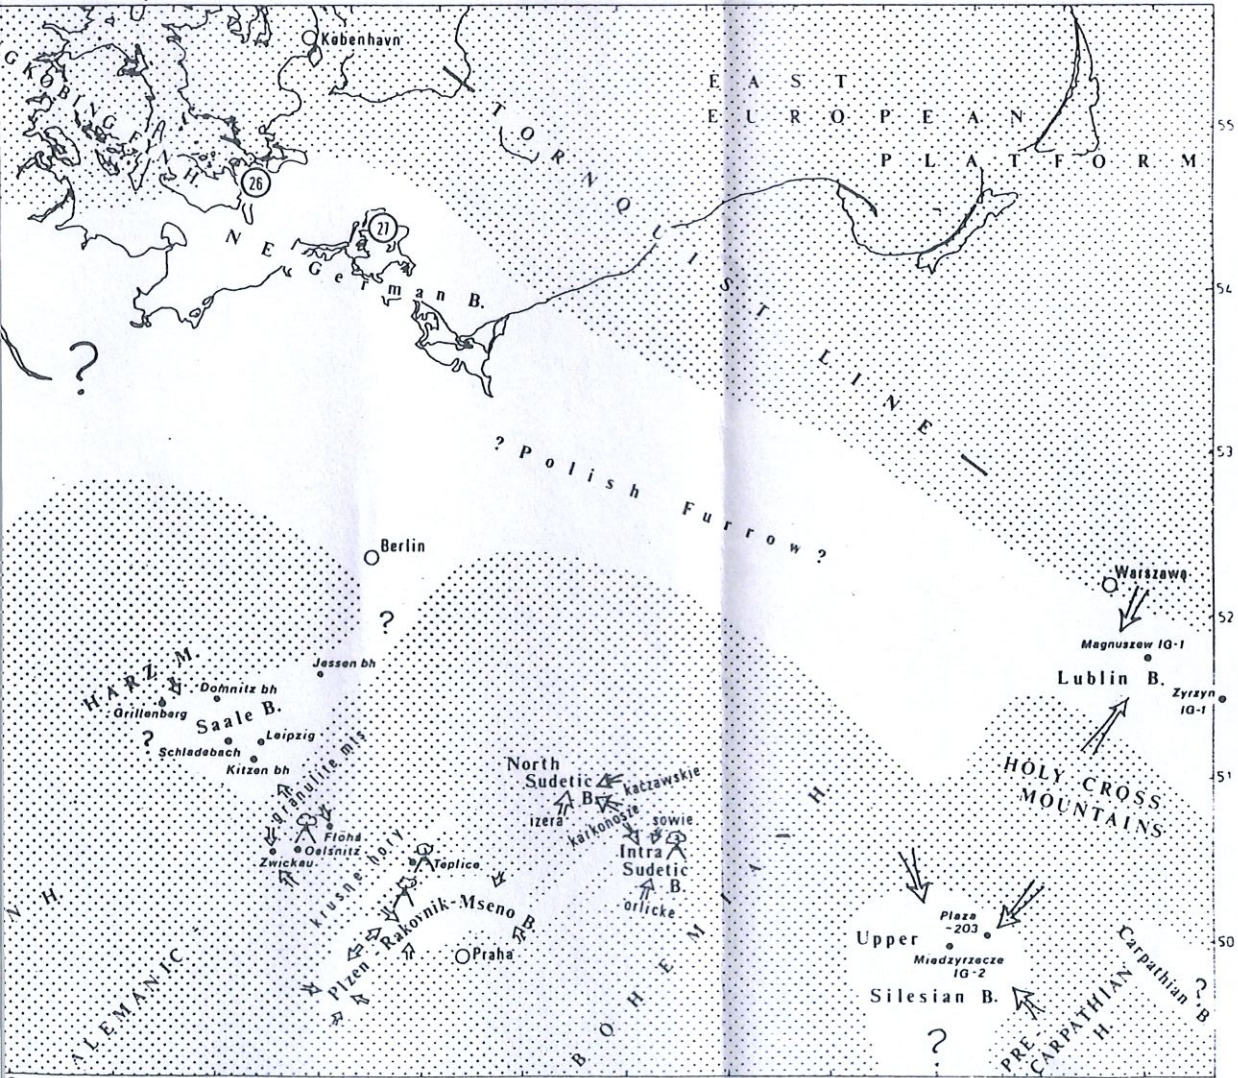 København
EAST
EUROPEAN
PLATFORM
55
TORNQUIST LINE
26
27
NE German B.
54
?
53
? Polish Furrow ?
Berlin
?
Warszawa
52
Magnuszew IG-1
Lublin B.
Zyrzyn
IG-1
HARZ M.
Jessen bh
Domnitz bh
Grillenberg
Saale B.
?
Schladebach
Leipzig
Kitzen bh
granulite mts
51
North
Sudetic
B.
kaczawskie
izera
karkonosze
sowie
Intra
Sudetic
B.
orlicke
HOLY CROSS
MOUNTAINS
Flöha
Oelsnitz
Zwickau
krusne hory
Teplice
Plzen - Rakovnik-Mseno B.
Praha
BOHEMIA H.
N H.
ALEMANIC
50
Upper
Silesian B.
Plaza
-203
Miedzyrzecze
IG-2
?
Carpathian B.
?
PRE
CARPATHIAN
H.